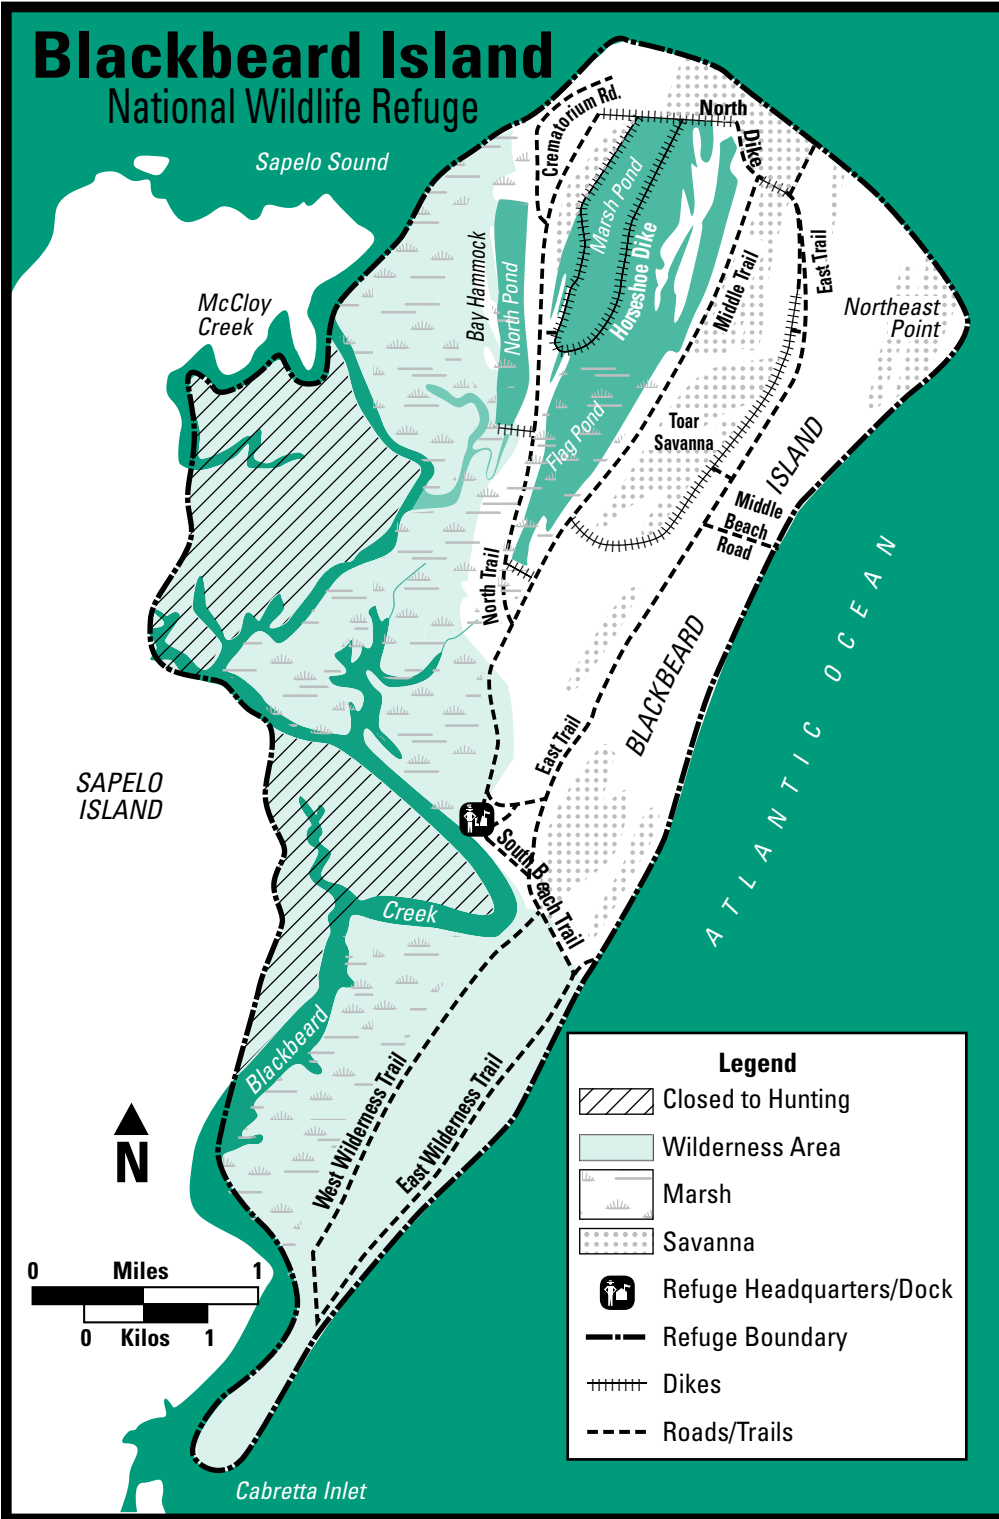 Blackbeard Island
National Wildlife Refuge
Sapelo Sound
Crematorium Rd.
North
Dike
Marsh Pond
Horseshoe Dike
East Trail
Bay Hammock
North Pond
Middle Trail
McCloy
Creek
Northeast
Point
Flag Pond
Toar
Savanna
ISLAND
Middle
Beach
Road
North Trail
BLACKBEARD
ATLANTIC OCEAN
East Trail
SAPELO
ISLAND
South Beach Trail
Creek
Blackbeard
West Wilderness Trail
East Wilderness Trail
N
0 Miles 1
0 Kilos 1
Legend
Closed to Hunting
Wilderness Area
Marsh
Savanna
Refuge Headquarters/Dock
Refuge Boundary
Dikes
Roads/Trails
Cabretta Inlet